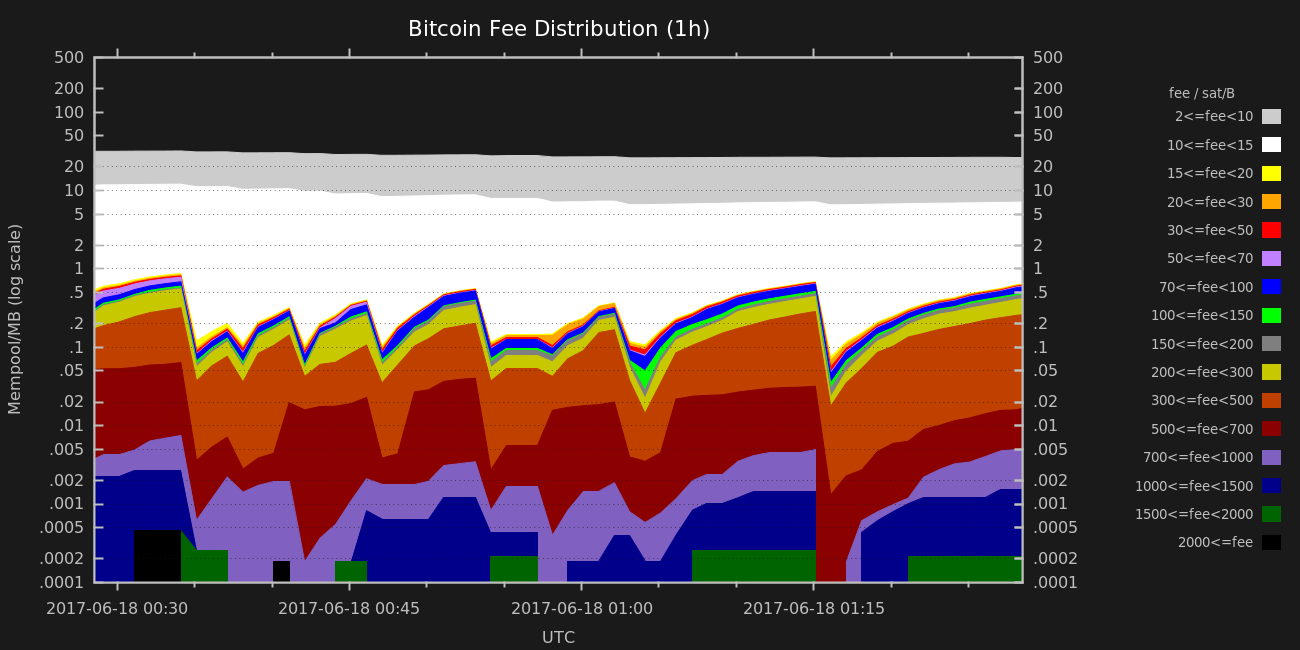 Bitcoin Fee Distribution (1h)
Mempool/MB (log scale)
500
200
100
50
20
10
5
2
1
.5
.2
.1
.05
.02
.01
.005
.002
.001
.0005
.0002
.0001
500
200
100
50
20
10
5
2
1
.5
.2
.1
.05
.02
.01
.005
.002
.001
.0005
.0002
.0001
fee / sat/B
2<=fee<10
10<=fee<15
15<=fee<20
20<=fee<30
30<=fee<50
50<=fee<70
70<=fee<100
100<=fee<150
150<=fee<200
200<=fee<300
300<=fee<500
500<=fee<700
700<=fee<1000
1000<=fee<1500
1500<=fee<2000
2000<=fee
2017-06-18 00:30 2017-06-18 00:45 2017-06-18 01:00 2017-06-18 01:15
UTC